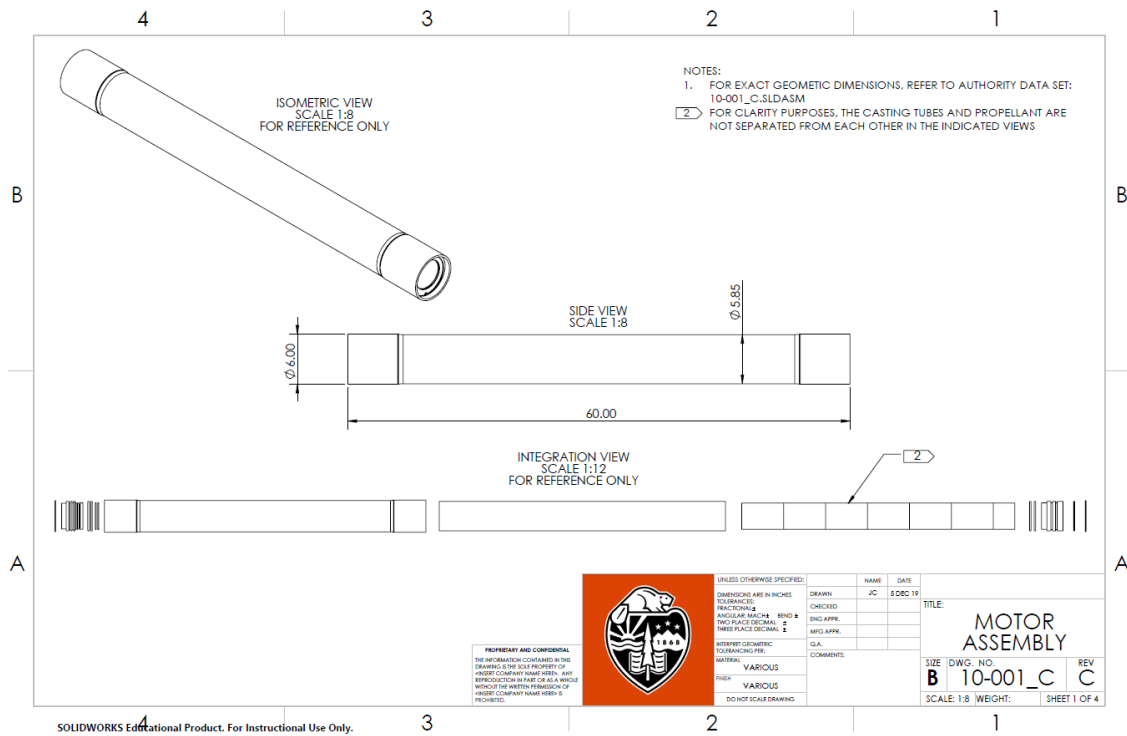 4
3
2
1
B
B
A
A
NOTES:
1. FOR EXACT GEOMETIC DIMENSIONS, REFER TO AUTHORITY DATA SET:
10-001_C.SLDASM
2 FOR CLARITY PURPOSES, THE CASTING TUBES AND PROPELLANT ARE
NOT SEPARATED FROM EACH OTHER IN THE INDICATED VIEWS
ISOMETRIC VIEW
SCALE 1:8
FOR REFERENCE ONLY
SIDE VIEW
SCALE 1:8
Ø 5.85
Ø 6.00
60.00
INTEGRATION VIEW
SCALE 1:12
FOR REFERENCE ONLY
2
1868
PROPRIETARY AND CONFIDENTIAL
THE INFORMATION CONTAINED IN THIS
DRAWING IS THE SOLE PROPERTY OF
<INSERT COMPANY NAME HERE>. ANY
REPRODUCTION IN PART OR AS A WHOLE
WITHOUT THE WRITTEN PERMISSION OF
<INSERT COMPANY NAME HERE> IS
PROHIBITED.
UNLESS OTHERWISE SPECIFIED:
DIMENSIONS ARE IN INCHES
TOLERANCES:
FRACTIONAL ±
ANGULAR: MACH ± BEND ±
TWO PLACE DECIMAL ±
THREE PLACE DECIMAL ±
INTERPRET GEOMETRIC
TOLERANCING PER:
MATERIAL
VARIOUS
FINISH
VARIOUS
DO NOT SCALE DRAWING
NAME DATE
DRAWN JC 5 DEC 19
CHECKED
ENG APPR.
MFG APPR.
Q.A.
COMMENTS:
TITLE:
MOTOR
ASSEMBLY
SIZE DWG. NO. REV
B 10-001_C C
SCALE: 1:8 WEIGHT: SHEET 1 OF 4
4
3
2
1
SOLIDWORKS Educational Product. For Instructional Use Only.